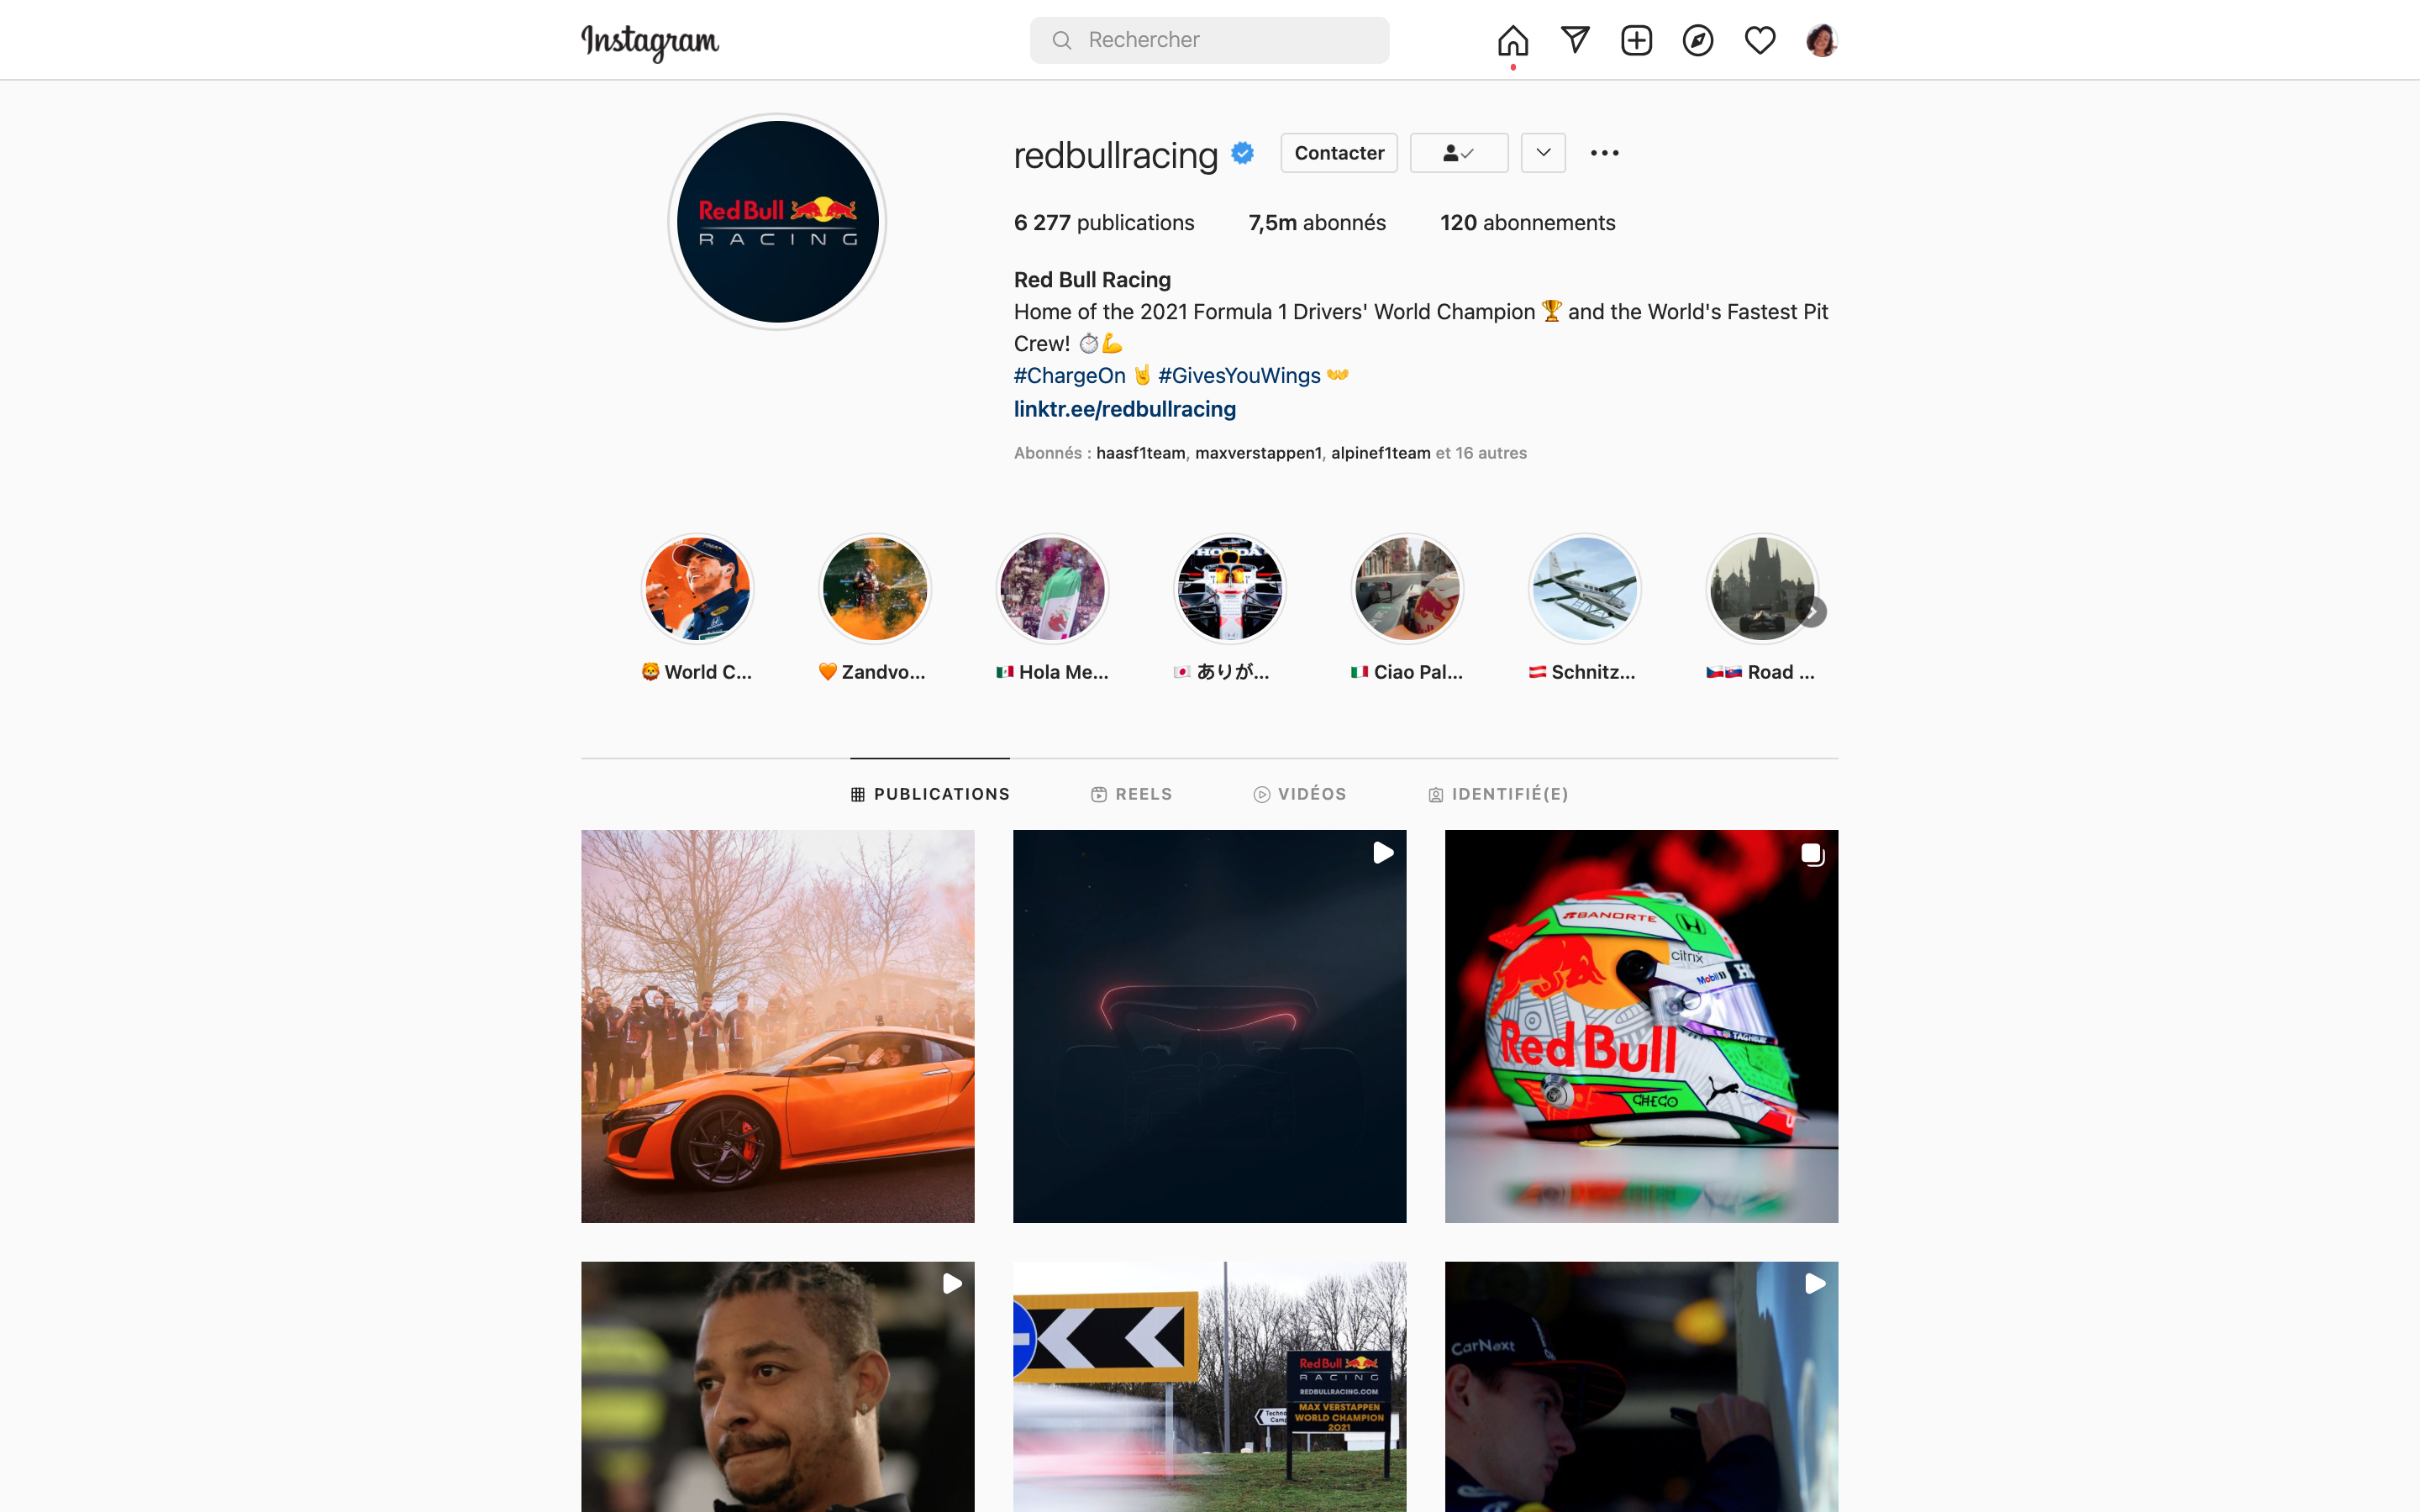 Instagram
Rechercher
redbullracing
Contacter
6 277 publications
7,5m abonnés
120 abonnements
Red Bull Racing
Home of the 2021 Formula 1 Drivers' World Champion 🏆 and the World's Fastest Pit
Crew! ⏱️💪
#ChargeOn 🤘 #GivesYouWings 👐
linktr.ee/redbullracing
Abonnés : haasf1team, maxverstappen1, alpinef1team et 16 autres
Red Bull
RACING
HONDA
🦁 World C...
🧡 Zandvo...
🇲🇽 Hola Me...
🇯🇵 ありが...
🇮🇹 Ciao Pal...
🇦🇹 Schnitz...
🇨🇿🇸🇰 Road ...
PUBLICATIONS
REELS
VIDÉOS
IDENTIFIÉ(E)
BANORTE
citrix
Mobil 1
Red Bull
TAGHEUER
CHECO
Red Bull
RACING
REDBULLRACING.COM
MAX VERSTAPPEN
WORLD CHAMPION
2021
CarNext